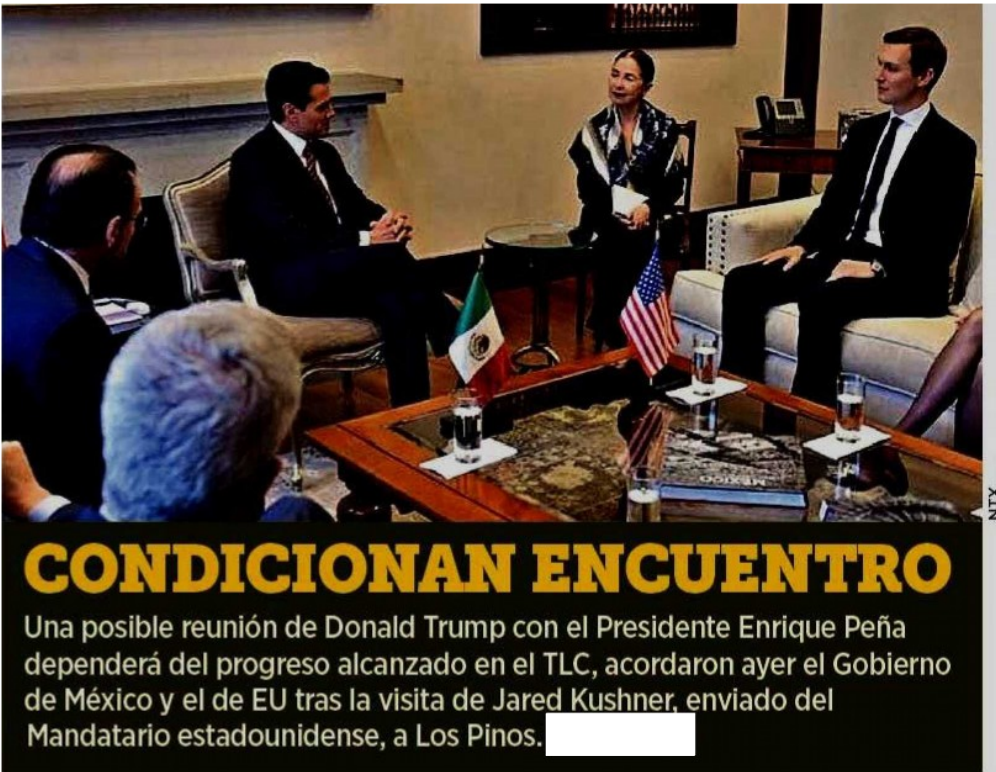 MÉXICO
NTX
CONDICIONAN ENCUENTRO
Una posible reunión de Donald Trump con el Presidente Enrique Peña
dependerá del progreso alcanzado en el TLC, acordaron ayer el Gobierno
de México y el de EU tras la visita de Jared Kushner, enviado del
Mandatario estadounidense, a Los Pinos.